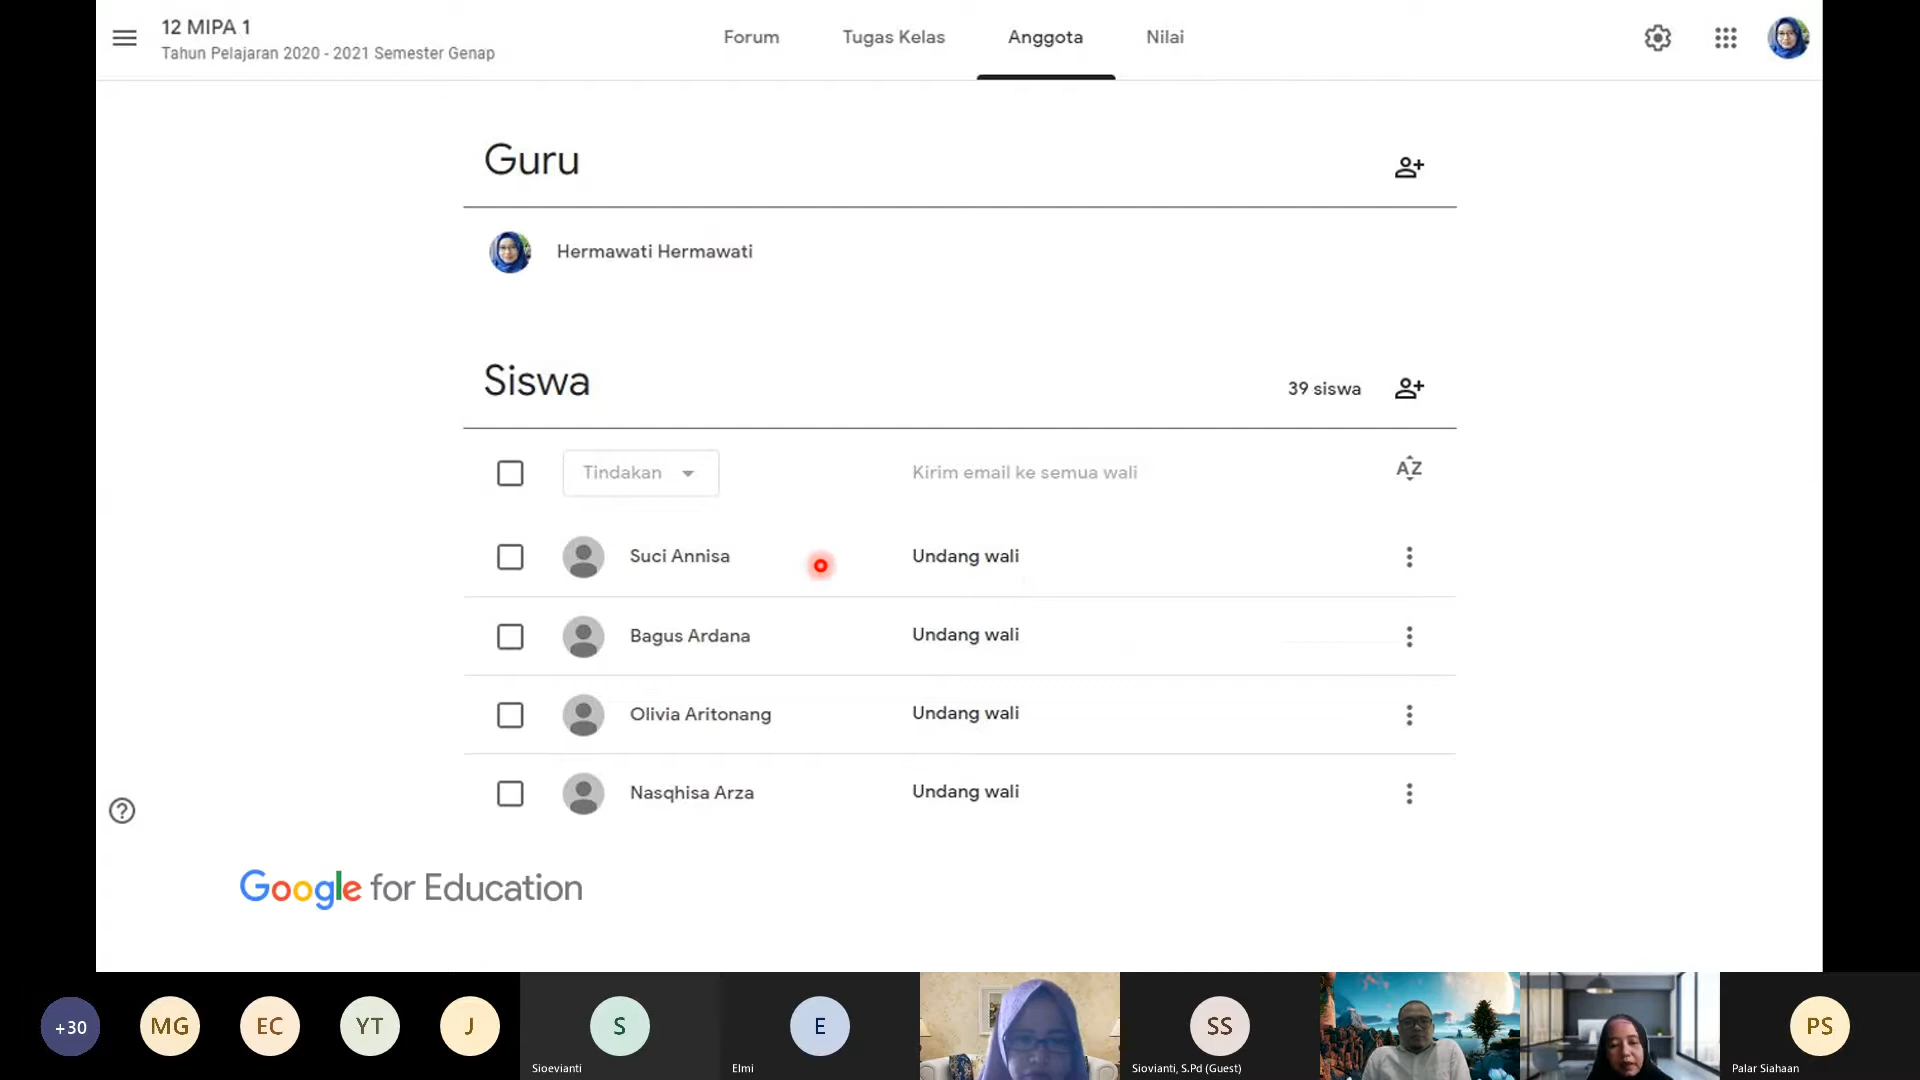 12 MIPA 1
Tahun Pelajaran 2020 - 2021 Semester Genap
Forum
Tugas Kelas
Anggota
Nilai
Guru
Hermawati Hermawati
Siswa
39 siswa
Tindakan
Kirim email ke semua wali
AZ
Suci Annisa
Undang wali
Bagus Ardana
Undang wali
Olivia Aritonang
Undang wali
Nasqhisa Arza
Undang wali
Google for Education
+30
MG
EC
YT
J
S
Sioevianti
E
Elmi
SS
Siovianti, S.Pd (Guest)
PS
Palar Siahaan